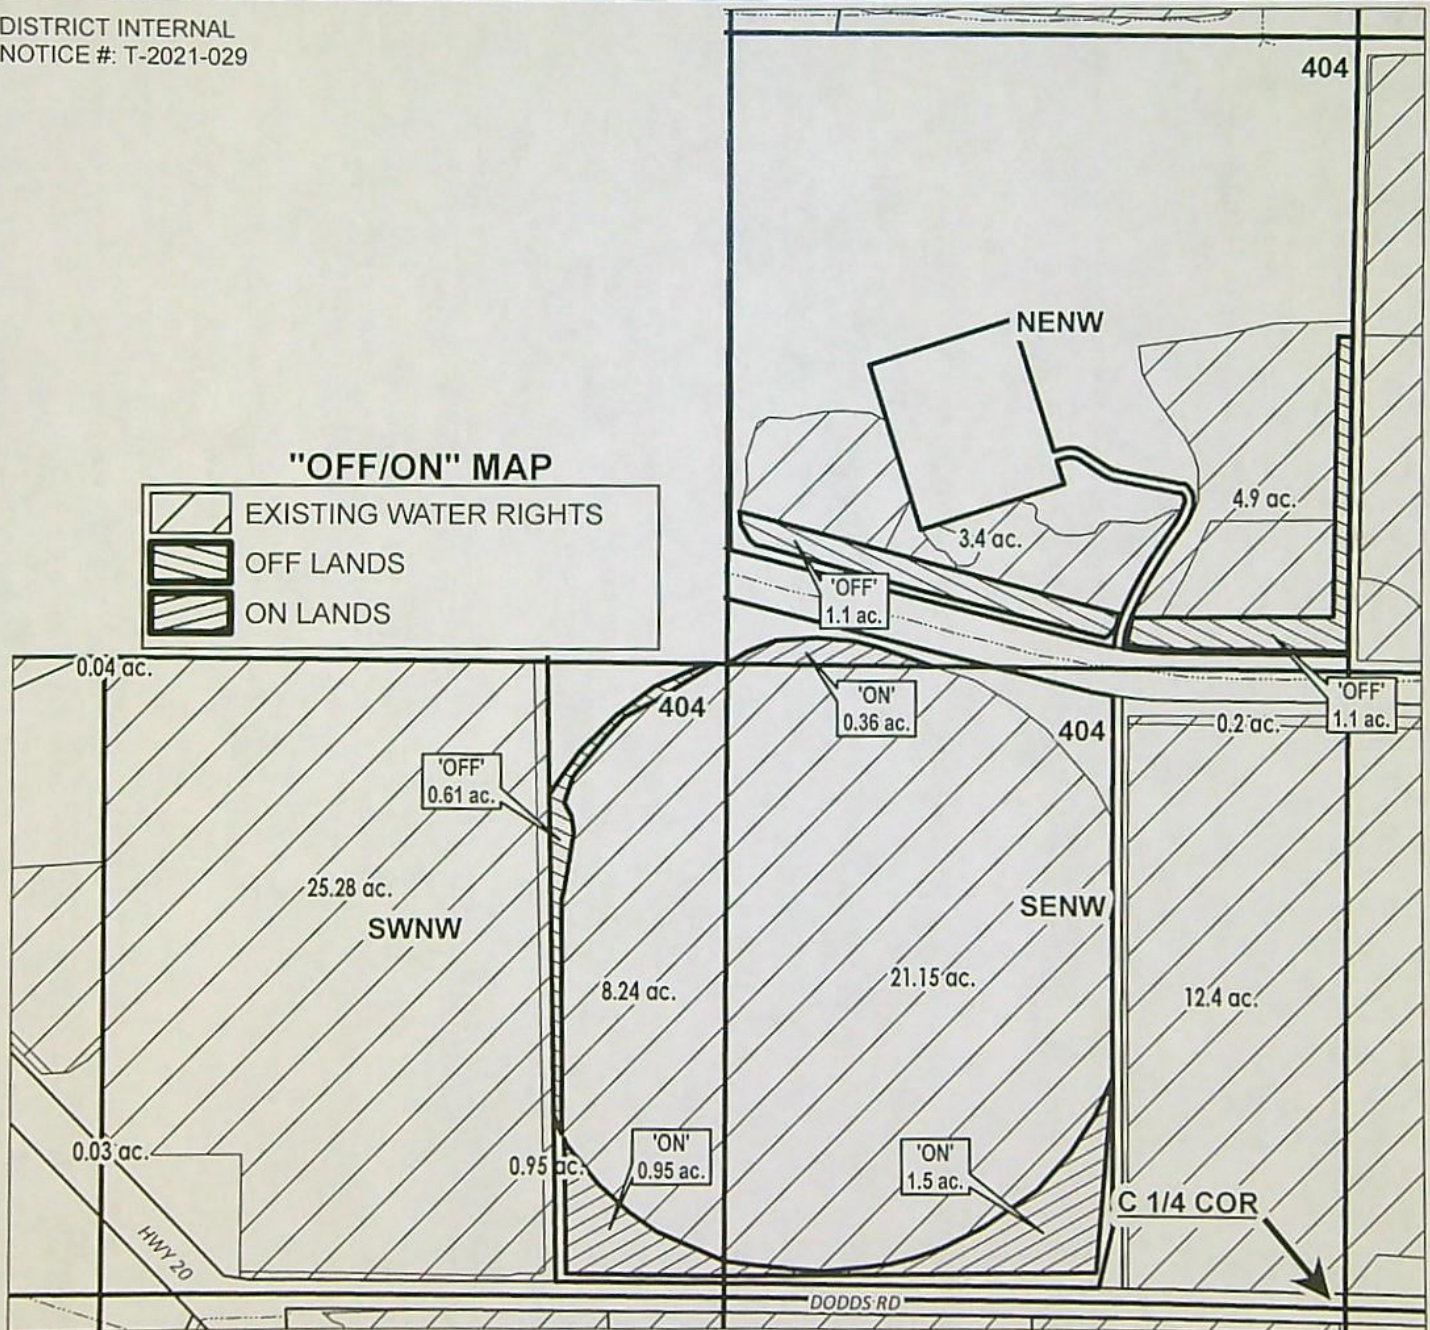 DISTRICT INTERNAL
NOTICE #: T-2021-029
404
NENW
"OFF/ON" MAP
EXISTING WATER RIGHTS
OFF LANDS
ON LANDS
4.9 ac.
3.4 ac.
'OFF'
1.1 ac.
0.04 ac.
404
'ON'
0.36 ac.
404
'OFF'
1.1 ac.
0.2 ac.
'OFF'
0.61 ac.
25.28 ac.
SWNW
SENW
8.24 ac.
21.15 ac.
12.4 ac.
0.03 ac.
0.95 ac.
'ON'
0.95 ac.
'ON'
1.5 ac.
C 1/4 COR
HWY 20
DODDS RD